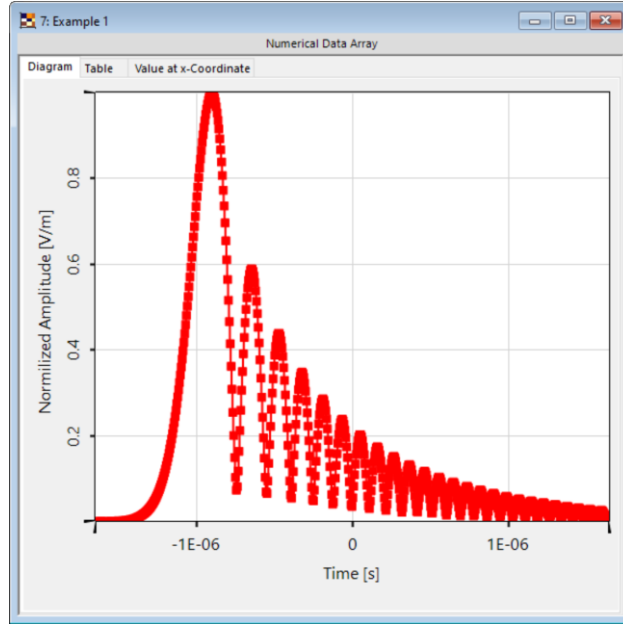 7: Example 1
Numerical Data Array
Diagram Table Value at x-Coordinate
0.8
0.6
0.4
0.2
Normilized Amplitude [V/m]
-1E-06 0 1E-06
Time [s]